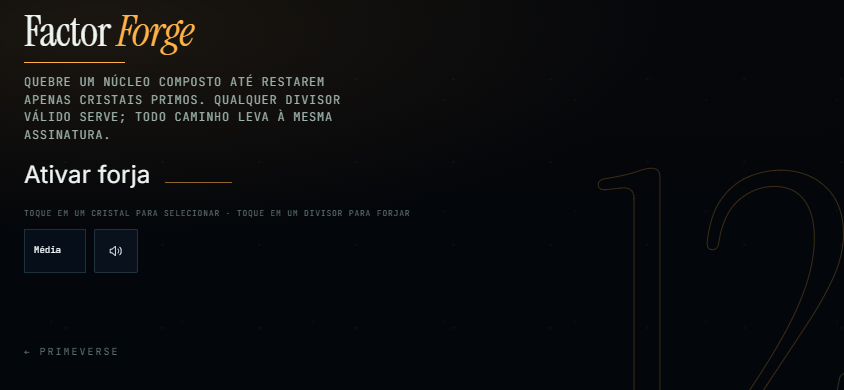 Factor Forge
QUEBRE UM NÚCLEO COMPOSTO ATÉ RESTAREM
APENAS CRISTAIS PRIMOS. QUALQUER DIVISOR
VÁLIDO SERVE; TODO CAMINHO LEVA À MESMA
ASSINATURA.
Ativar forja
TOQUE EM UM CRISTAL PARA SELECIONAR · TOQUE EM UM DIVISOR PARA FORJAR
Média
← PRIMEVERSE
12